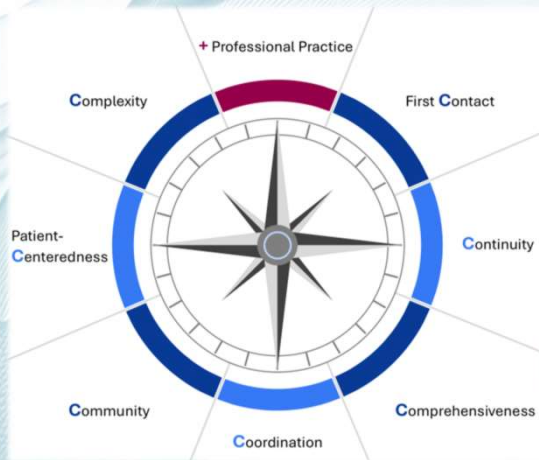 + Professional Practice
Complexity
First Contact
Patient-
Centeredness
Continuity
Community
Comprehensiveness
Coordination